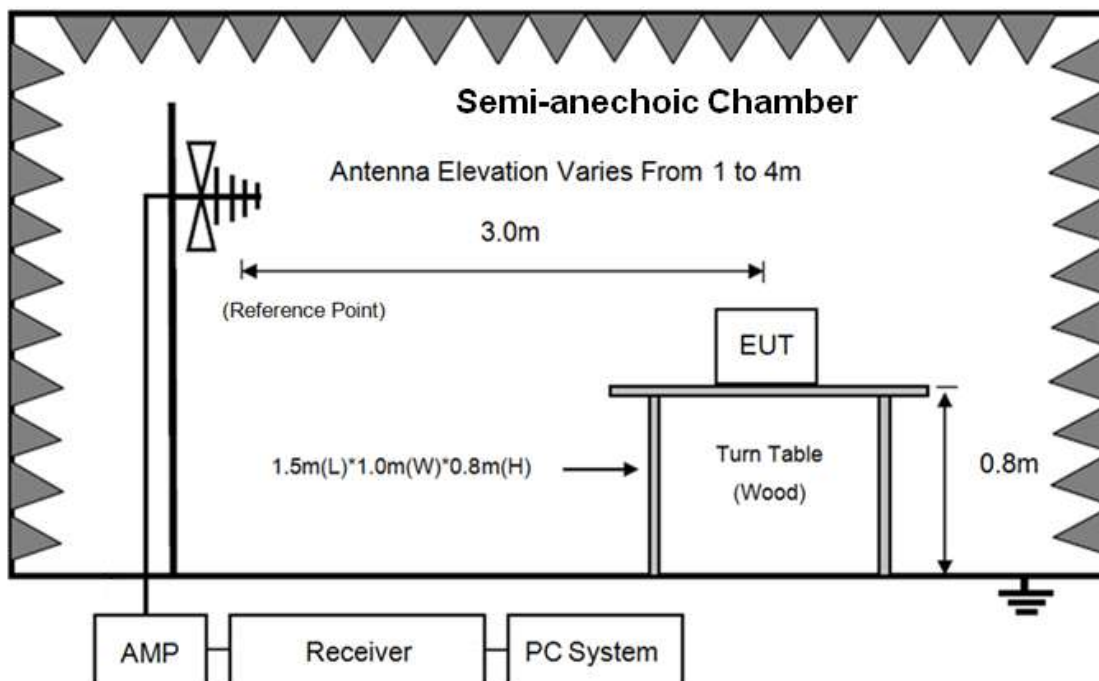 Semi-anechoic Chamber
Antenna Elevation Varies From 1 to 4m
3.0m
(Reference Point)
EUT
1.5m(L)*1.0m(W)*0.8m(H)
Turn Table
(Wood)
0.8m
AMP
Receiver
PC System